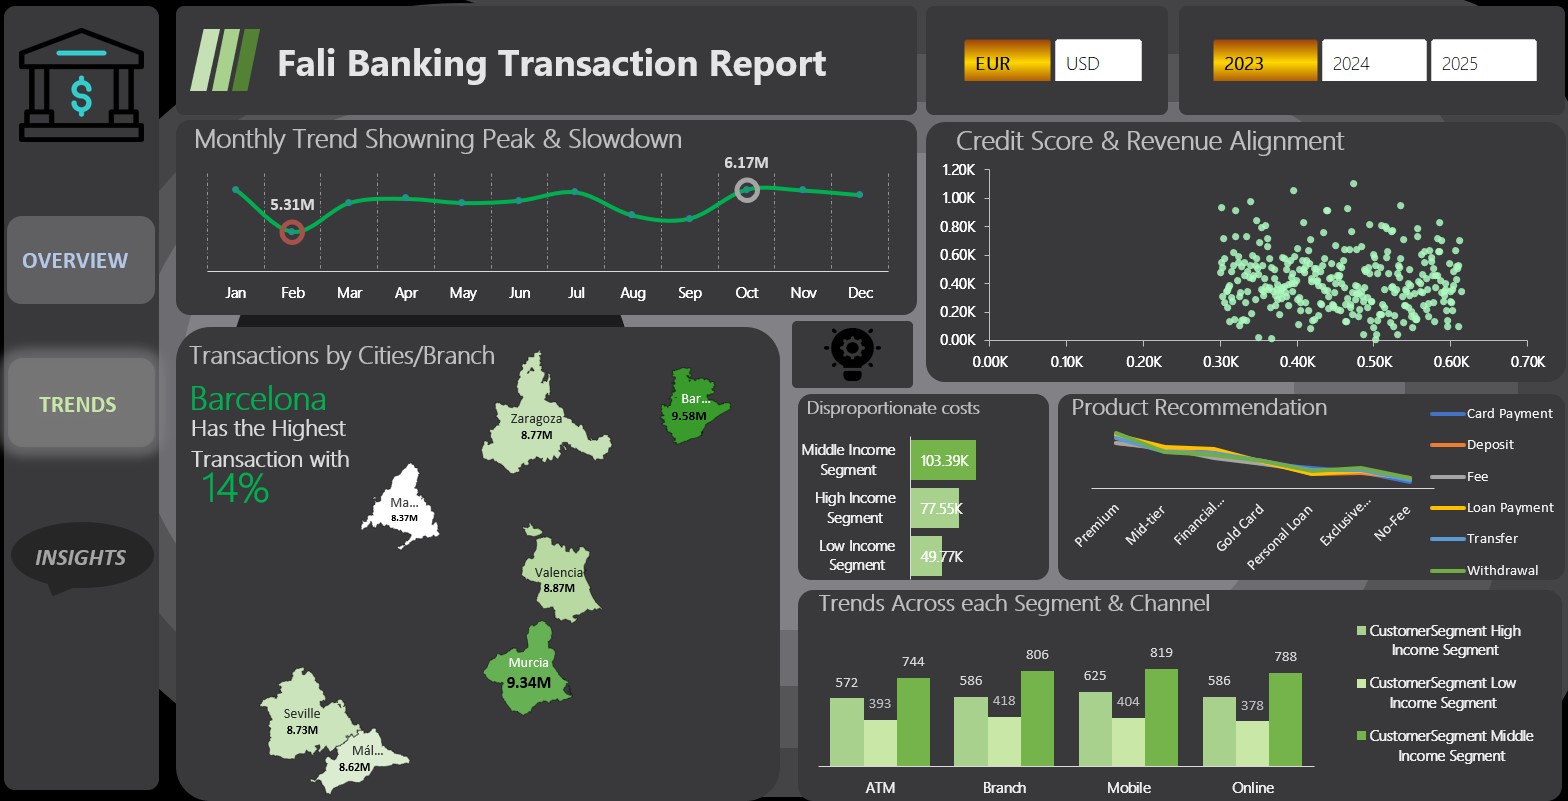 Fali Banking Transaction Report
EUR
USD
2023
2024
2025
OVERVIEW
TRENDS
INSIGHTS
$
Monthly Trend Showning Peak & Slowdown
5.31M
6.17M
Jan Feb Mar Apr May Jun Jul Aug Sep Oct Nov Dec
Credit Score & Revenue Alignment
1.20K
1.00K
0.80K
0.60K
0.40K
0.20K
0.00K
0.00K 0.10K 0.20K 0.30K 0.40K 0.50K 0.60K 0.70K
Transactions by Cities/Branch
Barcelona
Has the Highest
Transaction with
14%
Zaragoza
8.77M
Bar...
9.58M
Ma...
8.37M
Valencia
8.87M
Murcia
9.34M
Seville
8.73M
Mál...
8.62M
Disproportionate costs
Middle Income
Segment
103.39K
High Income
Segment
77.55K
Low Income
Segment
49.77K
Product Recommendation
Premium
Mid-tier
Financial...
Gold Card
Personal Loan
Exclusive...
No-Fee
Card Payment
Deposit
Fee
Loan Payment
Transfer
Withdrawal
Trends Across each Segment & Channel
572 393 744
586 418 806
625 404 819
586 378 788
ATM Branch Mobile Online
CustomerSegment High
Income Segment
CustomerSegment Low
Income Segment
CustomerSegment Middle
Income Segment